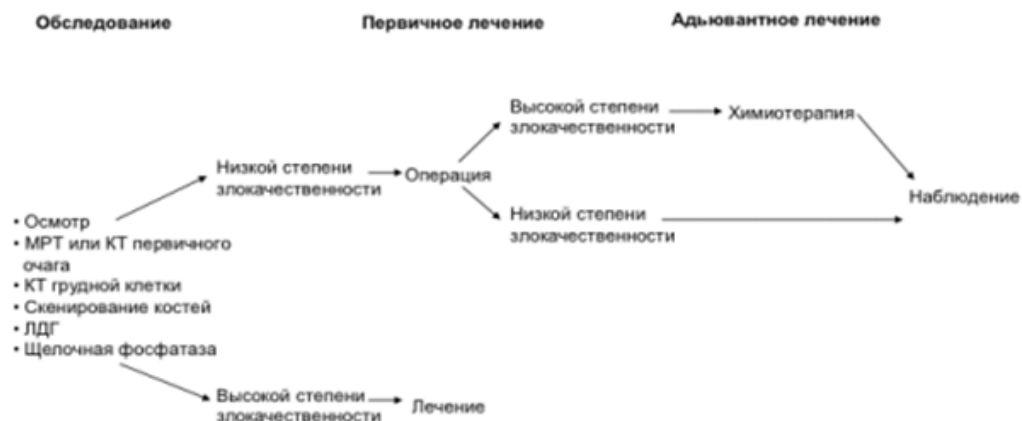 Обследование
Первичное лечение
Адьювантное лечение
Высокой степени
злокачественности
Химиотерапия
Низкой степени
злокачественности
Операция
Наблюдение
Низкой степени
злокачественности
• Осмотр
• МРТ или КТ первичного
очага
• КТ грудной клетки
• Скенирование костей
• ЛДГ
• Щелочная фосфатаза
Высокой степени
злокачественности
Лечение